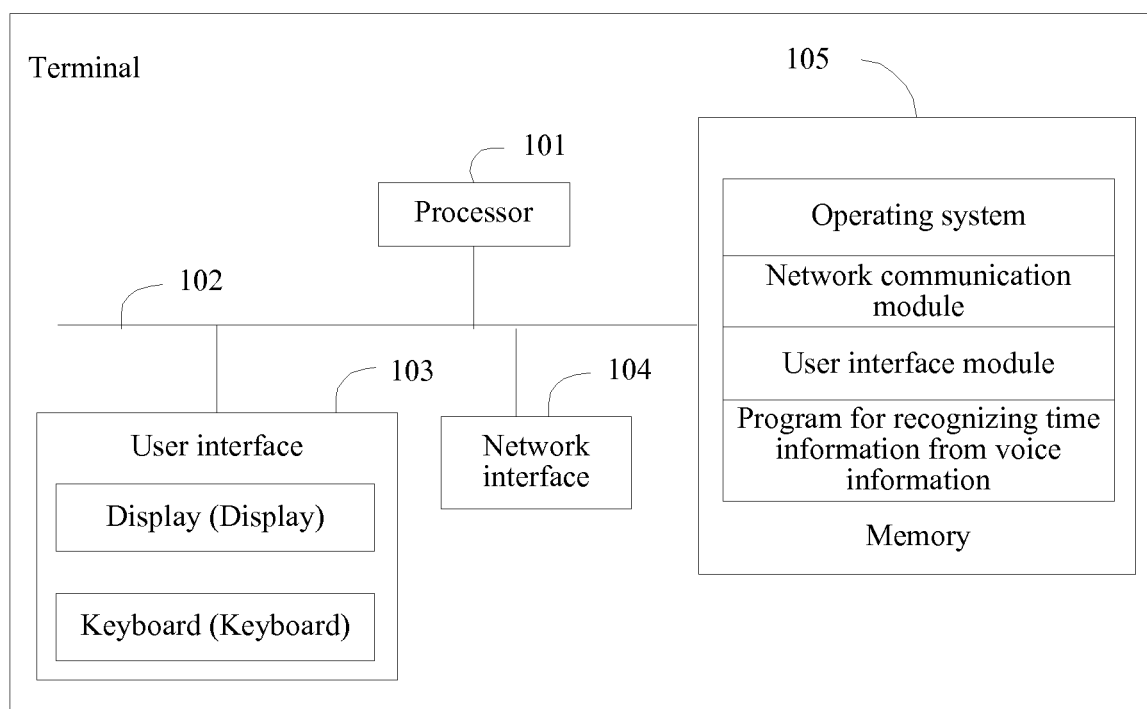 Terminal
105
101
Processor
Operating system
102
Network communication
module
User interface module
103
104
User interface
Network
interface
Program for recognizing time
information from voice
information
Display (Display)
Memory
Keyboard (Keyboard)